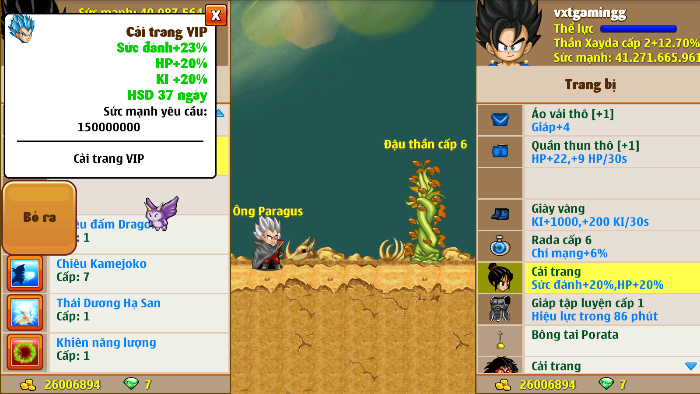 Sức mạnh: 40.987.564
Cải trang VIP
Sức đánh+23%
HP+20%
KI +20%
HSD 37 ngày
Sức mạnh yêu cầu:
150000000
Cải trang VIP
Bỏ ra
đấm Drago
: 1
Chiêu Kamejoko
Cấp: 7
Thái Dương Hạ San
Cấp: 1
Khiên năng lượng
Cấp: 1
26006894
7
Đậu thần cấp 6
Ông Paragus
vxtgamingg
Thể lực
Thần Xayda cấp 2+12.70%
Sức mạnh: 41.271.665.961
Trang bị
Áo vải thô [+1]
Giáp+4
Quần thun thô [+1]
HP+22,+9 HP/30s
Giày vàng
KI+1000,+200 KI/30s
Rada cấp 6
Chí mạng+6%
Cải trang
Sức đánh+20%,HP+20%
Giáp tập luyện cấp 1
Hiệu lực trong 86 phút
Bông tai Porata
Cải trang
26006894
7